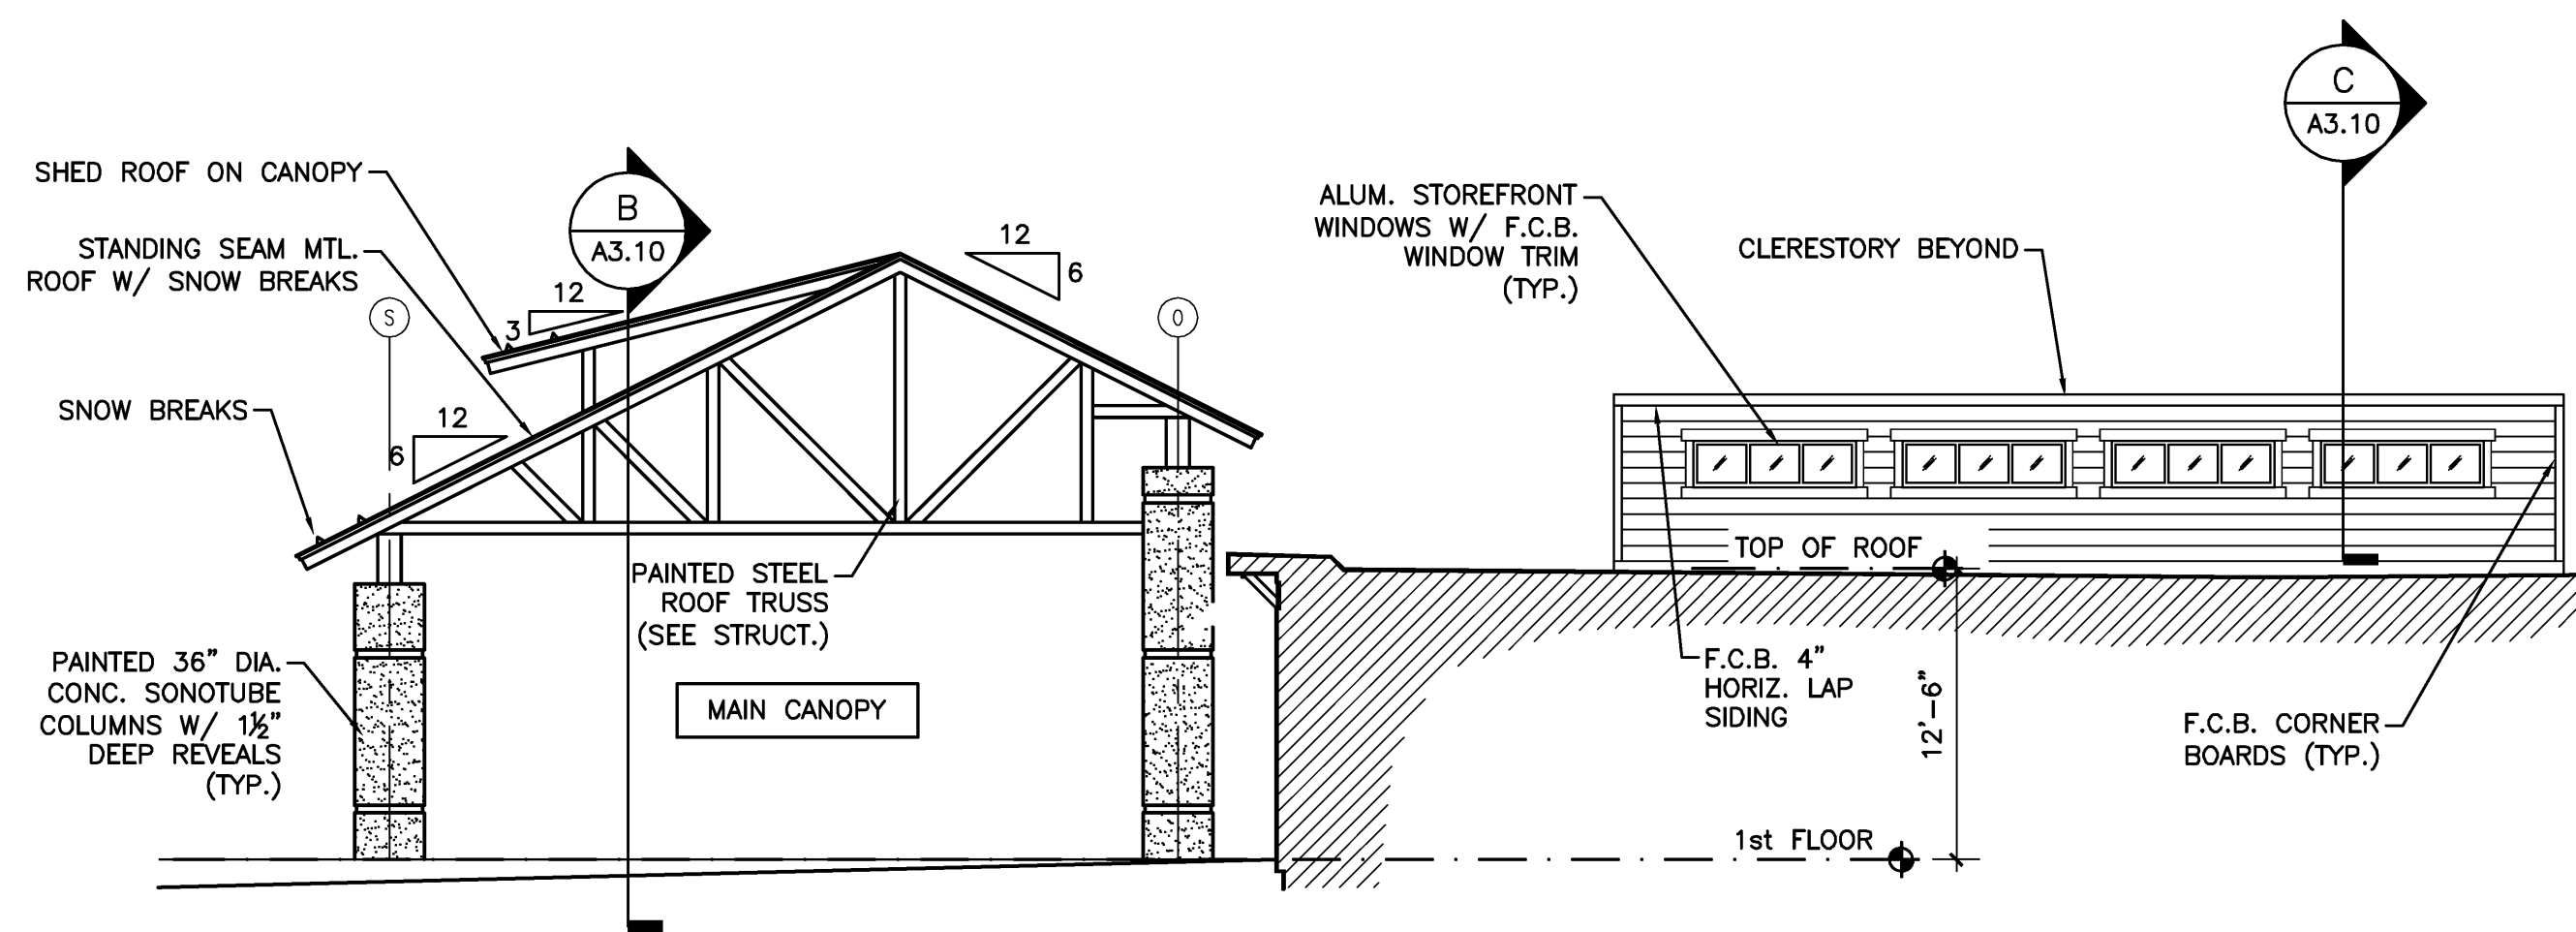 C
A3.10
SHED ROOF ON CANOPY
B
A3.10
ALUM. STOREFRONT
WINDOWS W/ F.C.B.
WINDOW TRIM
(TYP.)
STANDING SEAM MTL.
ROOF W/ SNOW BREAKS
12
6
CLERESTORY BEYOND
12
3
S
O
SNOW BREAKS
12
6
TOP OF ROOF
PAINTED STEEL
ROOF TRUSS
(SEE STRUCT.)
PAINTED 36" DIA.
CONC. SONOTUBE
COLUMNS W/ 1½"
DEEP REVEALS
(TYP.)
MAIN CANOPY
F.C.B. 4"
HORIZ. LAP
SIDING
12'-6"
F.C.B. CORNER
BOARDS (TYP.)
1st FLOOR